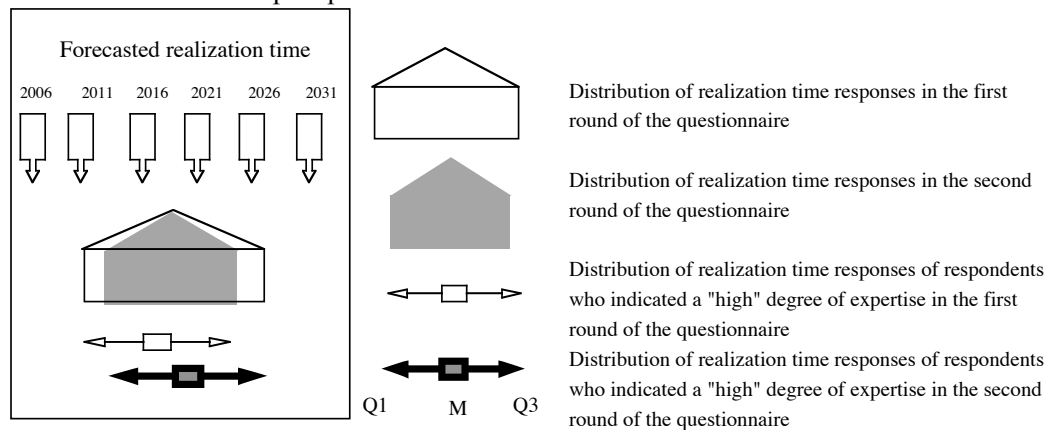 Forecasted realization time
2006 2011 2016 2021 2026 2031
Distribution of realization time responses in the first
round of the questionnaire
Distribution of realization time responses in the second
round of the questionnaire
Distribution of realization time responses of respondents
who indicated a "high" degree of expertise in the first
round of the questionnaire
Distribution of realization time responses of respondents
who indicated a "high" degree of expertise in the second
round of the questionnaire
Q1 M Q3